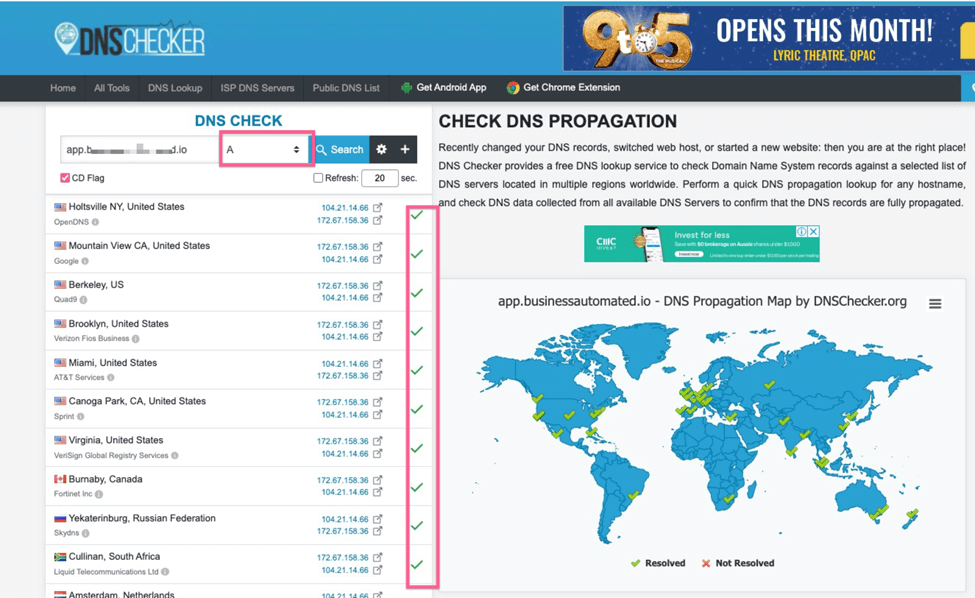 DNSCHECKER
9to5
THE MUSICAL
OPENS THIS MONTH!
LYRIC THEATRE, QPAC
Home All Tools DNS Lookup ISP DNS Servers Public DNS List Get Android App Get Chrome Extension
DNS CHECK
app.b .io A Search
CD Flag Refresh: 20 sec.
Holtsville NY, United States 104.21.14.66
OpenDNS 172.67.158.36
Mountain View CA, United States 172.67.158.36
Google 104.21.14.66
Berkeley, US 172.67.158.36
Quad9 104.21.14.66
Brooklyn, United States 172.67.158.36
Verizon Fios Business 104.21.14.66
Miami, United States 104.21.14.66
AT&T Services 172.67.158.36
Canoga Park, CA, United States 172.67.158.36
Sprint 104.21.14.66
Virginia, United States 172.67.158.36
VeriSign Global Registry Services 104.21.14.66
Burnaby, Canada 172.67.158.36
Fortinet Inc 104.21.14.66
Yekaterinburg, Russian Federation 104.21.14.66
Skydns 172.67.158.36
Cullinan, South Africa 172.67.158.36
Liquid Telecommunications Ltd 104.21.14.66
Amsterdam, Netherlands 104.21.14.66
CHECK DNS PROPAGATION
Recently changed your DNS records, switched web host, or started a new website: then you are at the right place!
DNS Checker provides a free DNS lookup service to check Domain Name System records against a selected list
of DNS servers located in multiple regions worldwide. Perform a quick DNS propagation lookup for any hostname,
and check DNS data collected from all available DNS Servers to confirm that the DNS records are fully propagated.
CMC
INVEST
Invest for less
Save with $0 brokerage on Aussie shares under $1,000
app.businessautomated.io - DNS Propagation Map by DNSChecker.org
Resolved Not Resolved